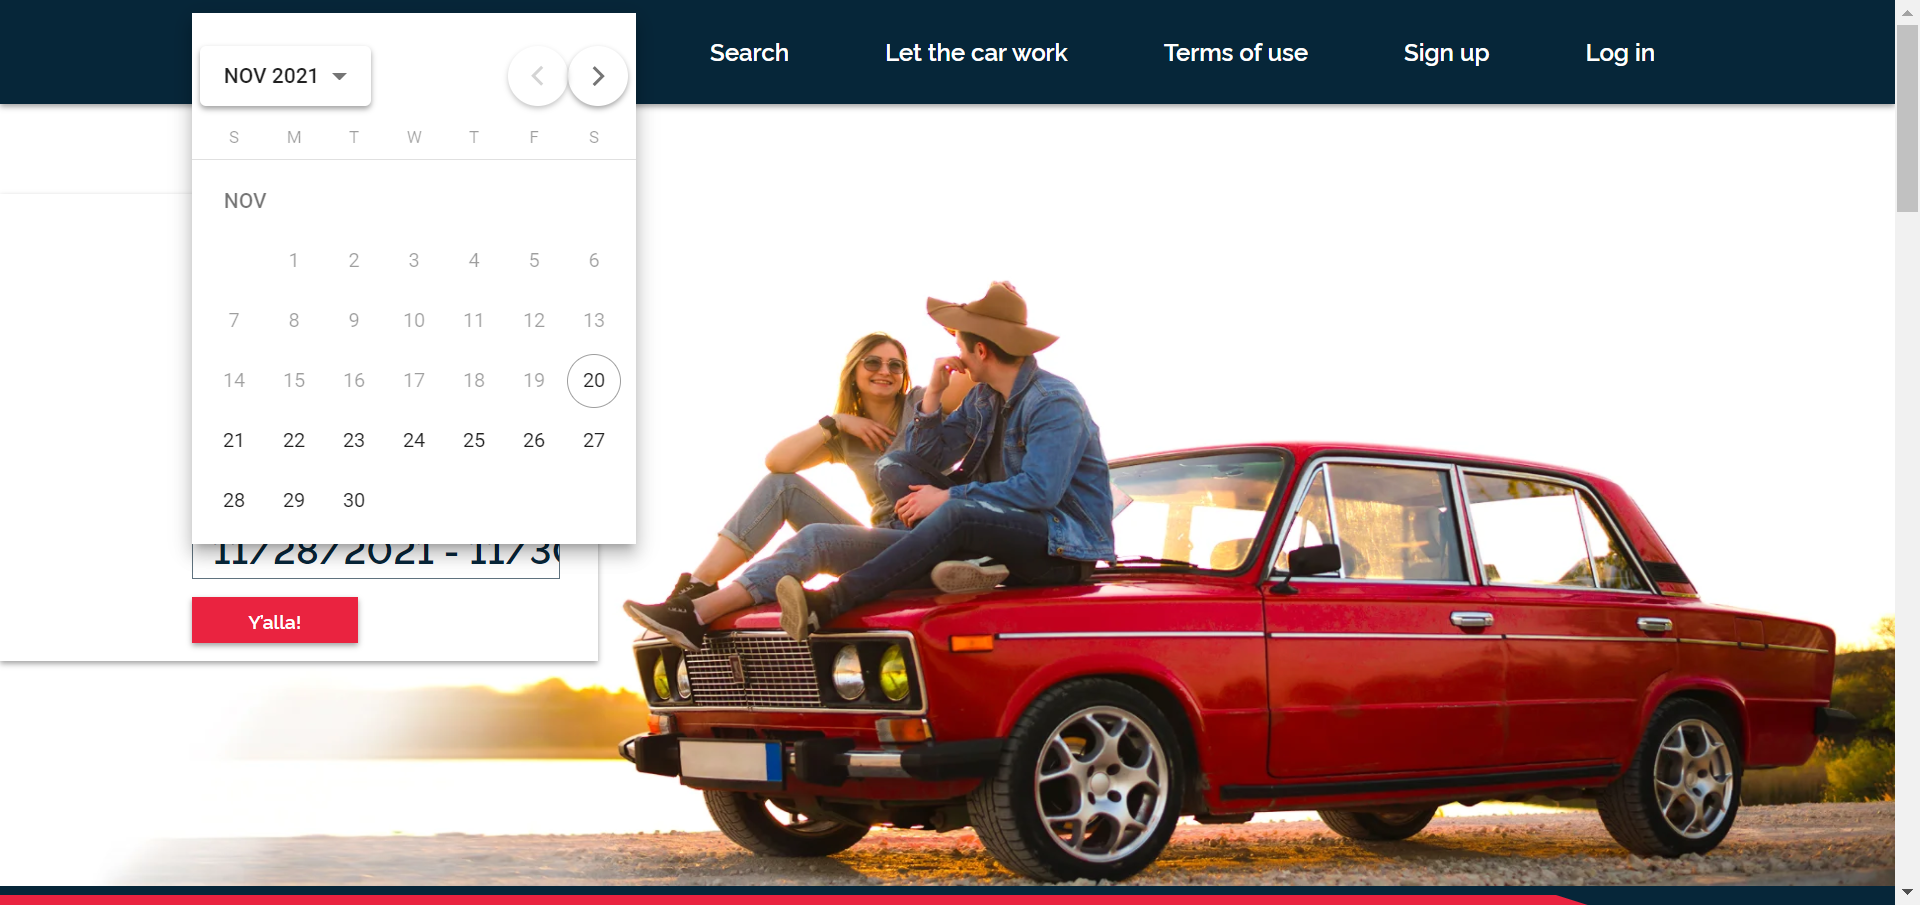 Search Let the car work Terms of use Sign up Log in
NOV 2021
S M T W T F S
NOV
1 2 3 4 5 6
7 8 9 10 11 12 13
14 15 16 17 18 19 20
21 22 23 24 25 26 27
28 29 30
11/28/2021 - 11/3
Y'alla!